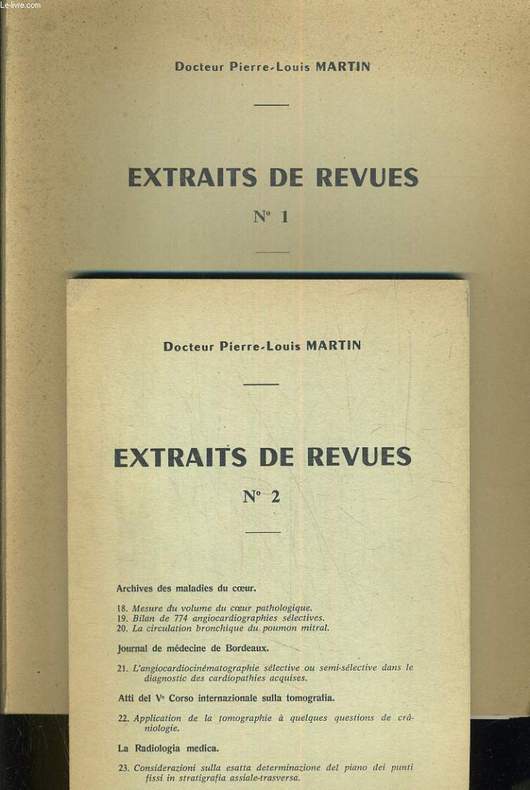 Le-livre.com
Docteur Pierre-Louis MARTIN
EXTRAITS DE REVUES
Nº 1
Docteur Pierre-Louis MARTIN
EXTRAITS DE REVUES
Nº 2
Archives des maladies du cœur.
18. Mesure du volume du cœur pathologique.
19. Bilan de 774 angiocardiographies sélectives.
20. La circulation bronchique du poumon mitral.
Journal de médecine de Bordeaux.
21. L'angiocardiocinématographie sélective ou semi-sélective dans le
diagnostic des cardiopathies acquises.
Atti del Vº Corso internazionale sulla tomografia.
22. Application de la tomographie à quelques questions de crâ-
niologie.
La Radiologia medica.
23. Considerazioni sulla esatta determinazione del piano dei punti
fissi in stratigrafia assiale-trasversa.